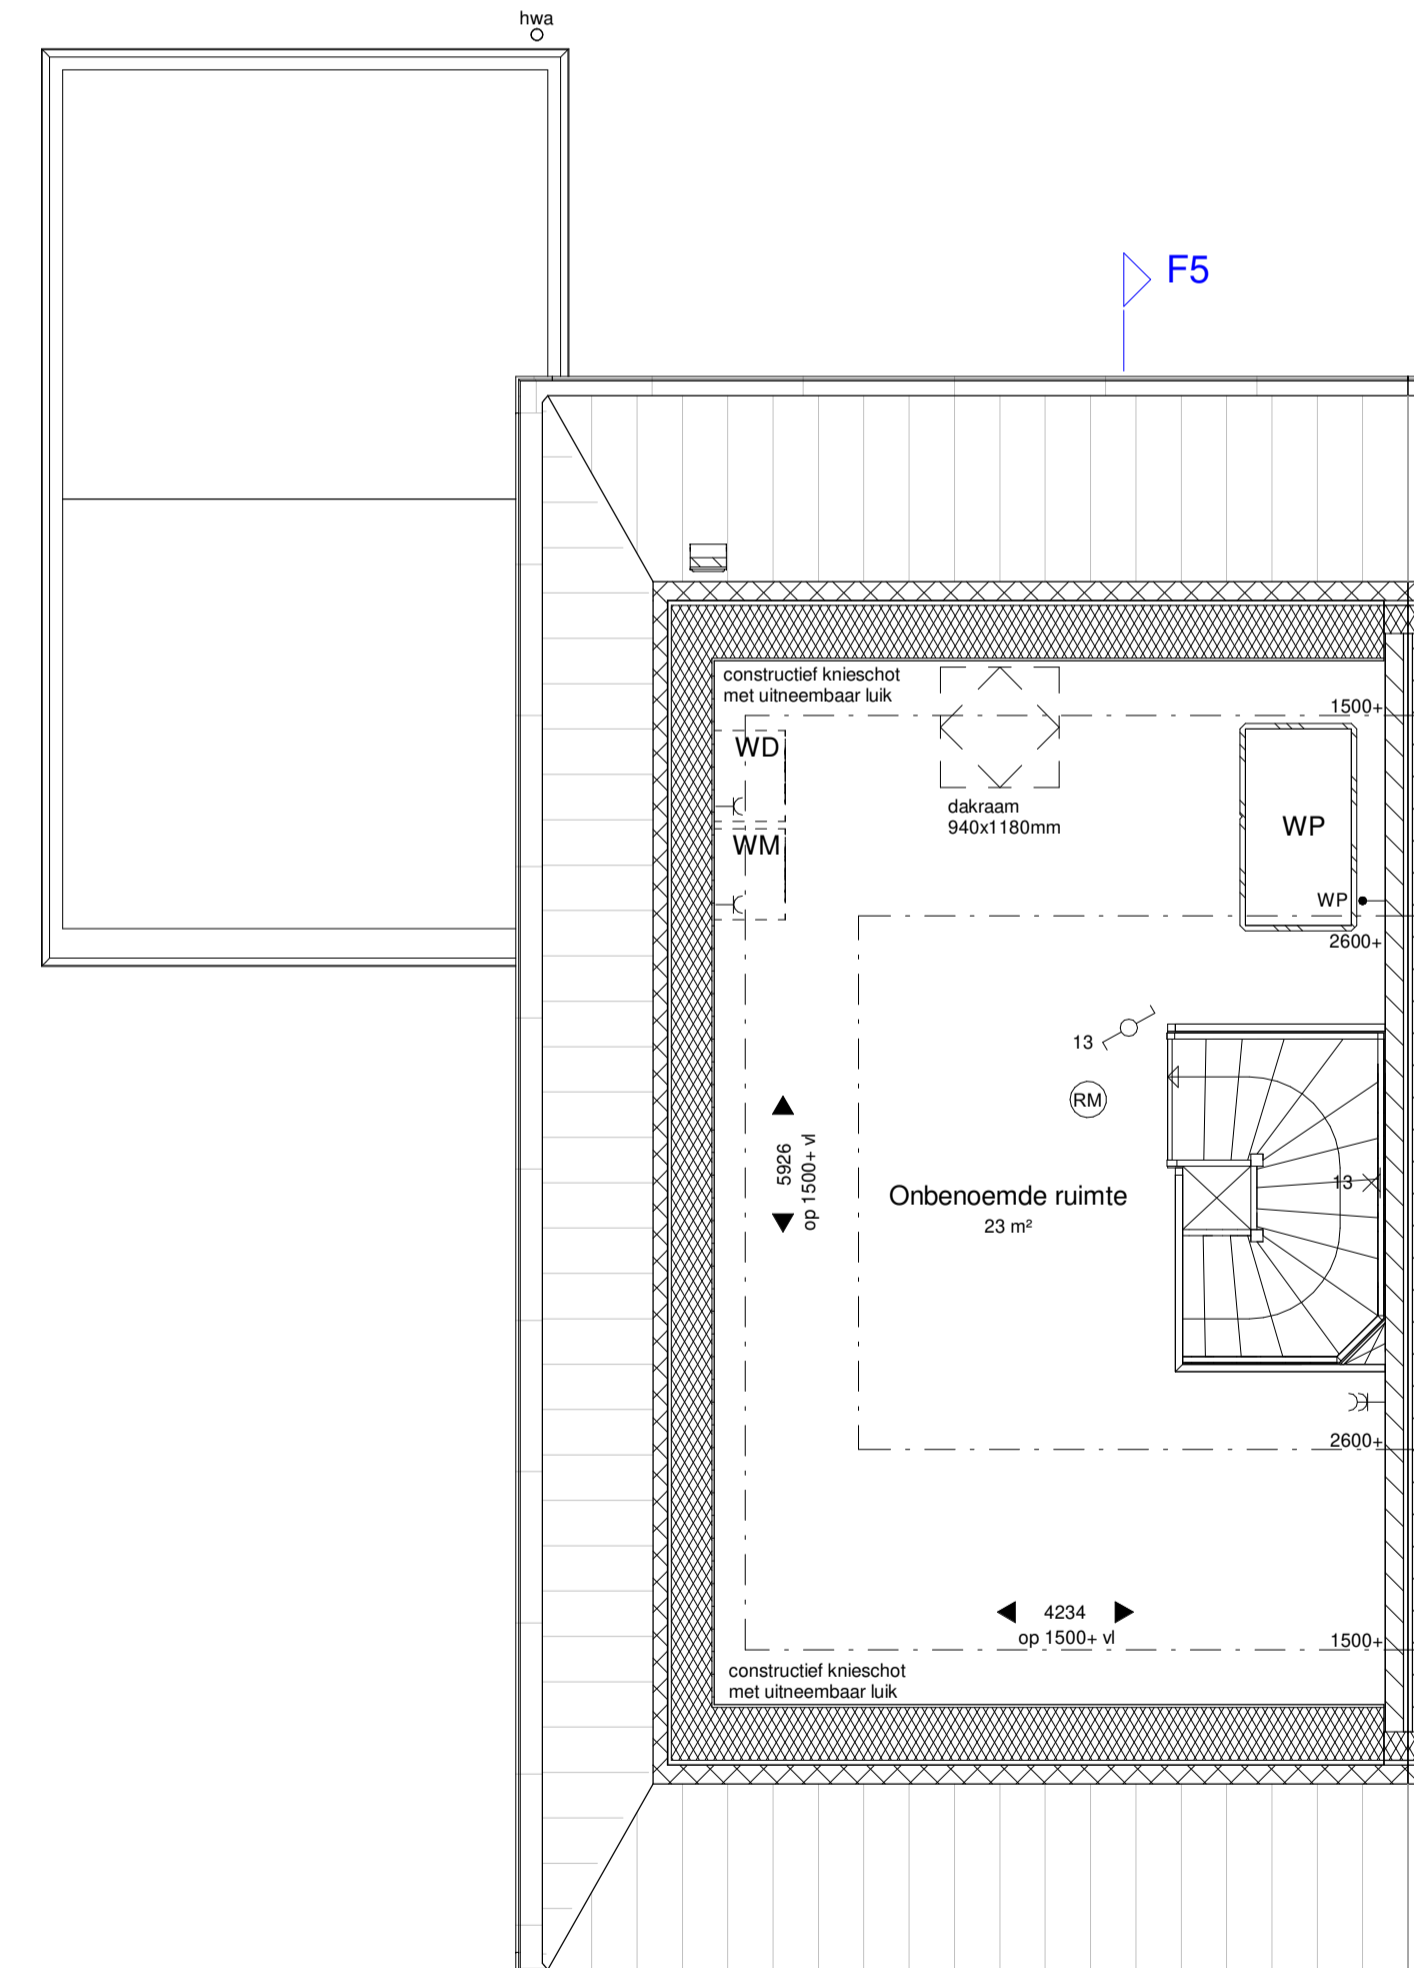 hwa
F5
constructief knieschot
met uitneembaar luik
1500+
WD
dakraam
940x1180mm
WP
WM
WP
2600+
13
RM
5926
op 1500+ vl
13
Onbenoemde ruimte
23 m²
2600+
4234
op 1500+ vl
1500+
constructief knieschot
met uitneembaar luik